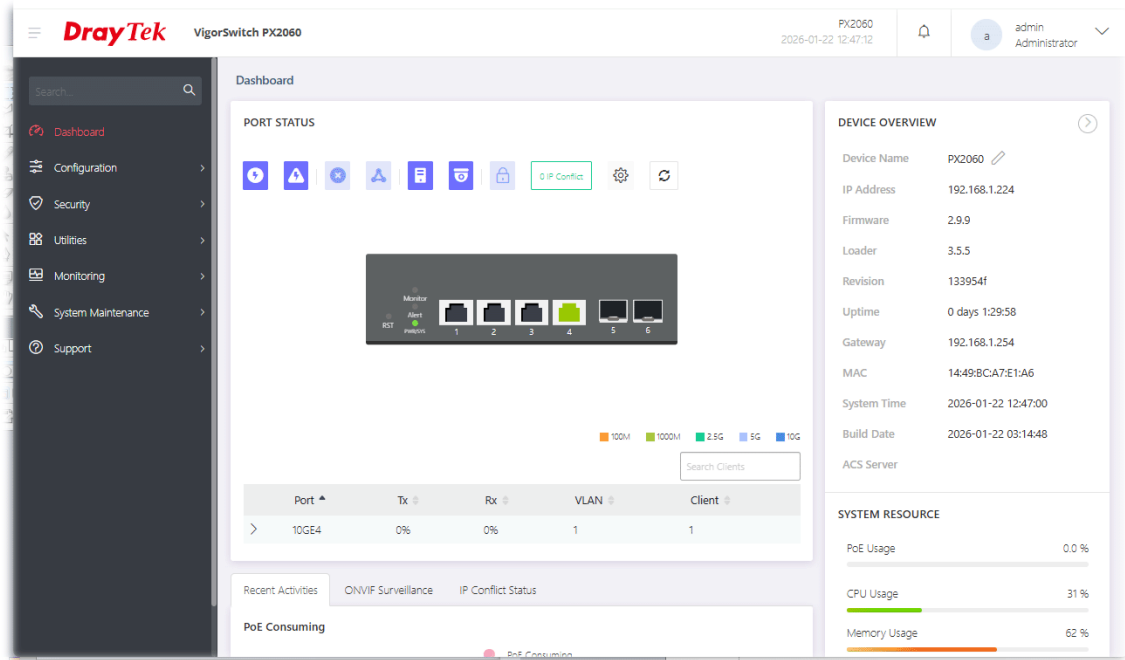 DrayTek VigorSwitch PX2060
PX2060
2026-01-22 12:47:12
a
admin
Administrator
Search...
Dashboard
Configuration
Security
Utilities
Monitoring
System Maintenance
Support
Dashboard
PORT STATUS
0 IP Conflict
Monitor
Alert
RST
PWR/SYS
1 2 3 4 5 6
100M 1000M 2.5G 5G 10G
Search Clients
Port Tx Rx VLAN Client
10GE4 0% 0% 1 1
Recent Activities ONVIF Surveillance IP Conflict Status
PoE Consuming
PoE Consuming
DEVICE OVERVIEW
Device Name PX2060
IP Address 192.168.1.224
Firmware 2.9.9
Loader 3.5.5
Revision 133954f
Uptime 0 days 1:29:58
Gateway 192.168.1.254
MAC 14:49:BC:A7:E1:A6
System Time 2026-01-22 12:47:00
Build Date 2026-01-22 03:14:48
ACS Server
SYSTEM RESOURCE
PoE Usage 0.0 %
CPU Usage 31 %
Memory Usage 62 %